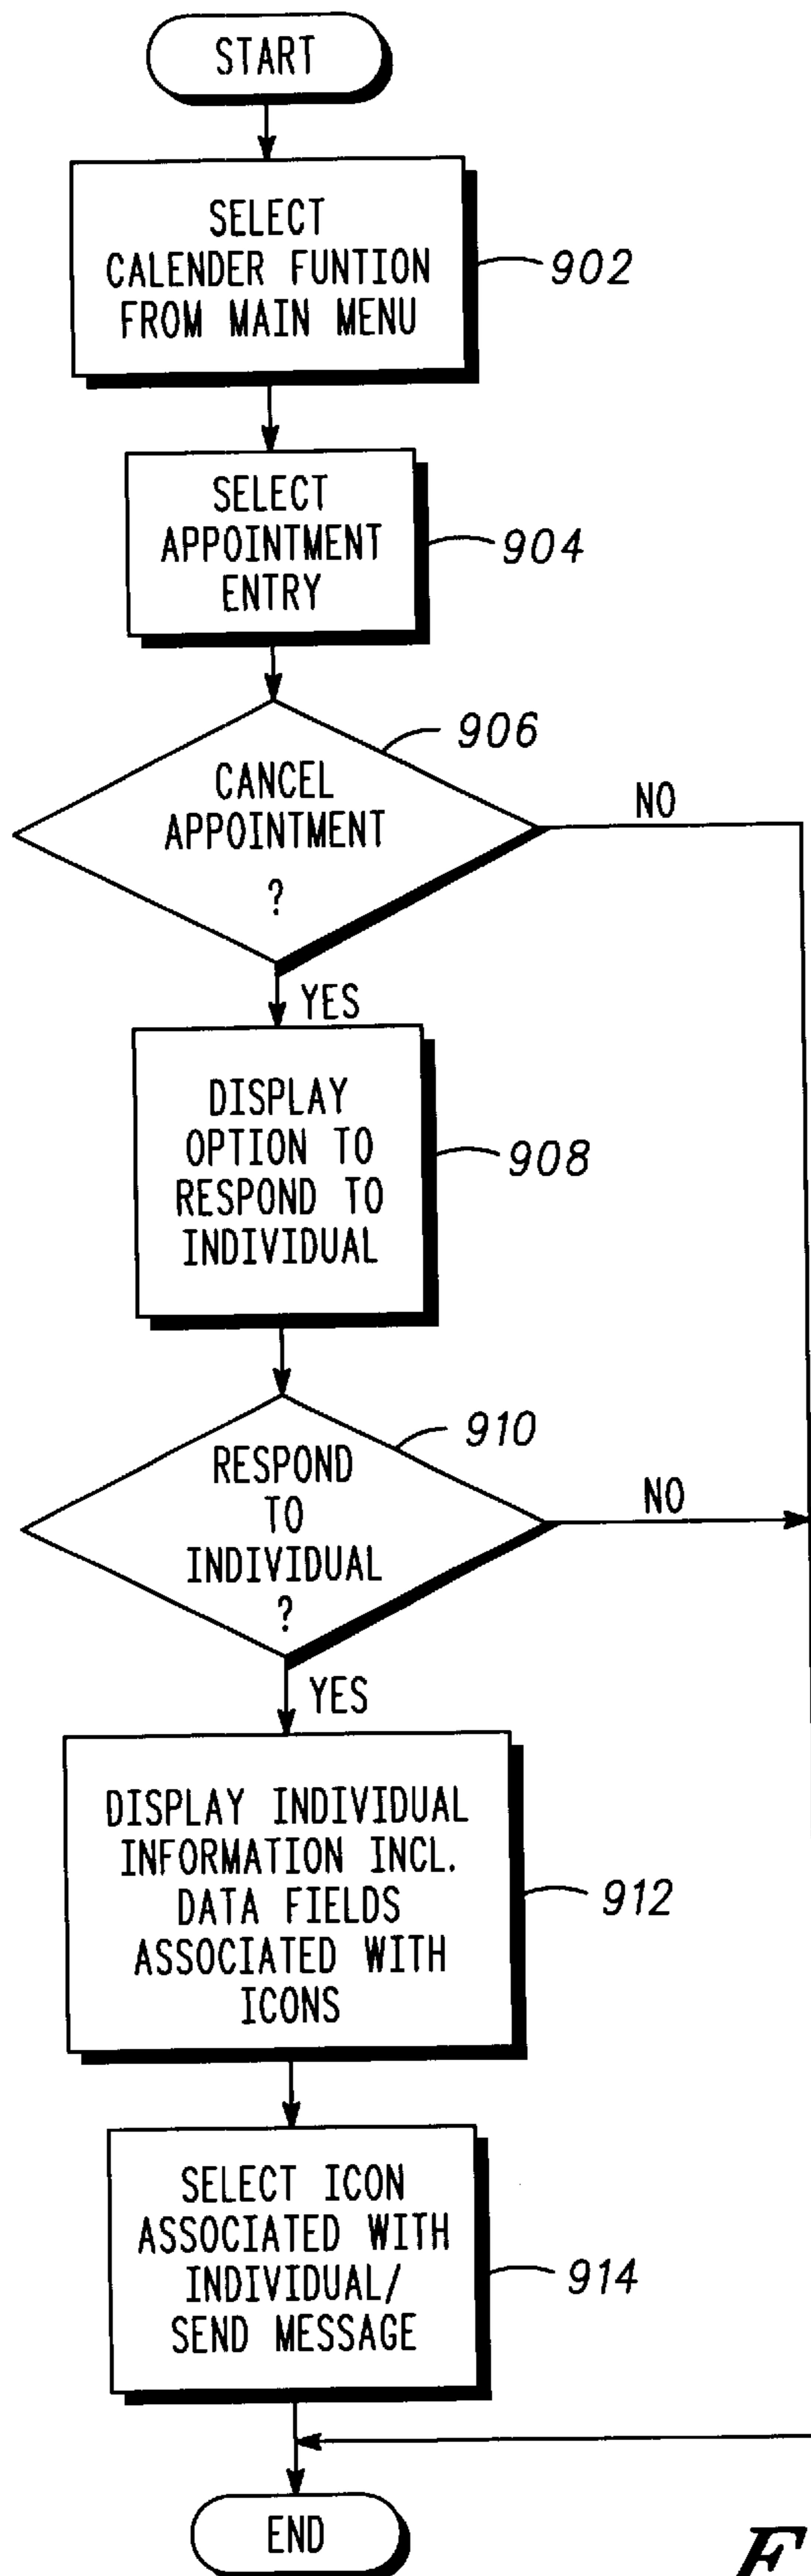 START
SELECT
CALENDER FUNTION
FROM MAIN MENU
902
SELECT
APPOINTMENT
ENTRY
904
906
CANCEL
APPOINTMENT
?
NO
YES
DISPLAY
OPTION TO
RESPOND TO
INDIVIDUAL
908
910
RESPOND
TO
INDIVIDUAL
?
NO
YES
DISPLAY INDIVIDUAL
INFORMATION INCL.
DATA FIELDS
ASSOCIATED WITH
ICONS
912
SELECT ICON
ASSOCIATED WITH
INDIVIDUAL/
SEND MESSAGE
914
END
F